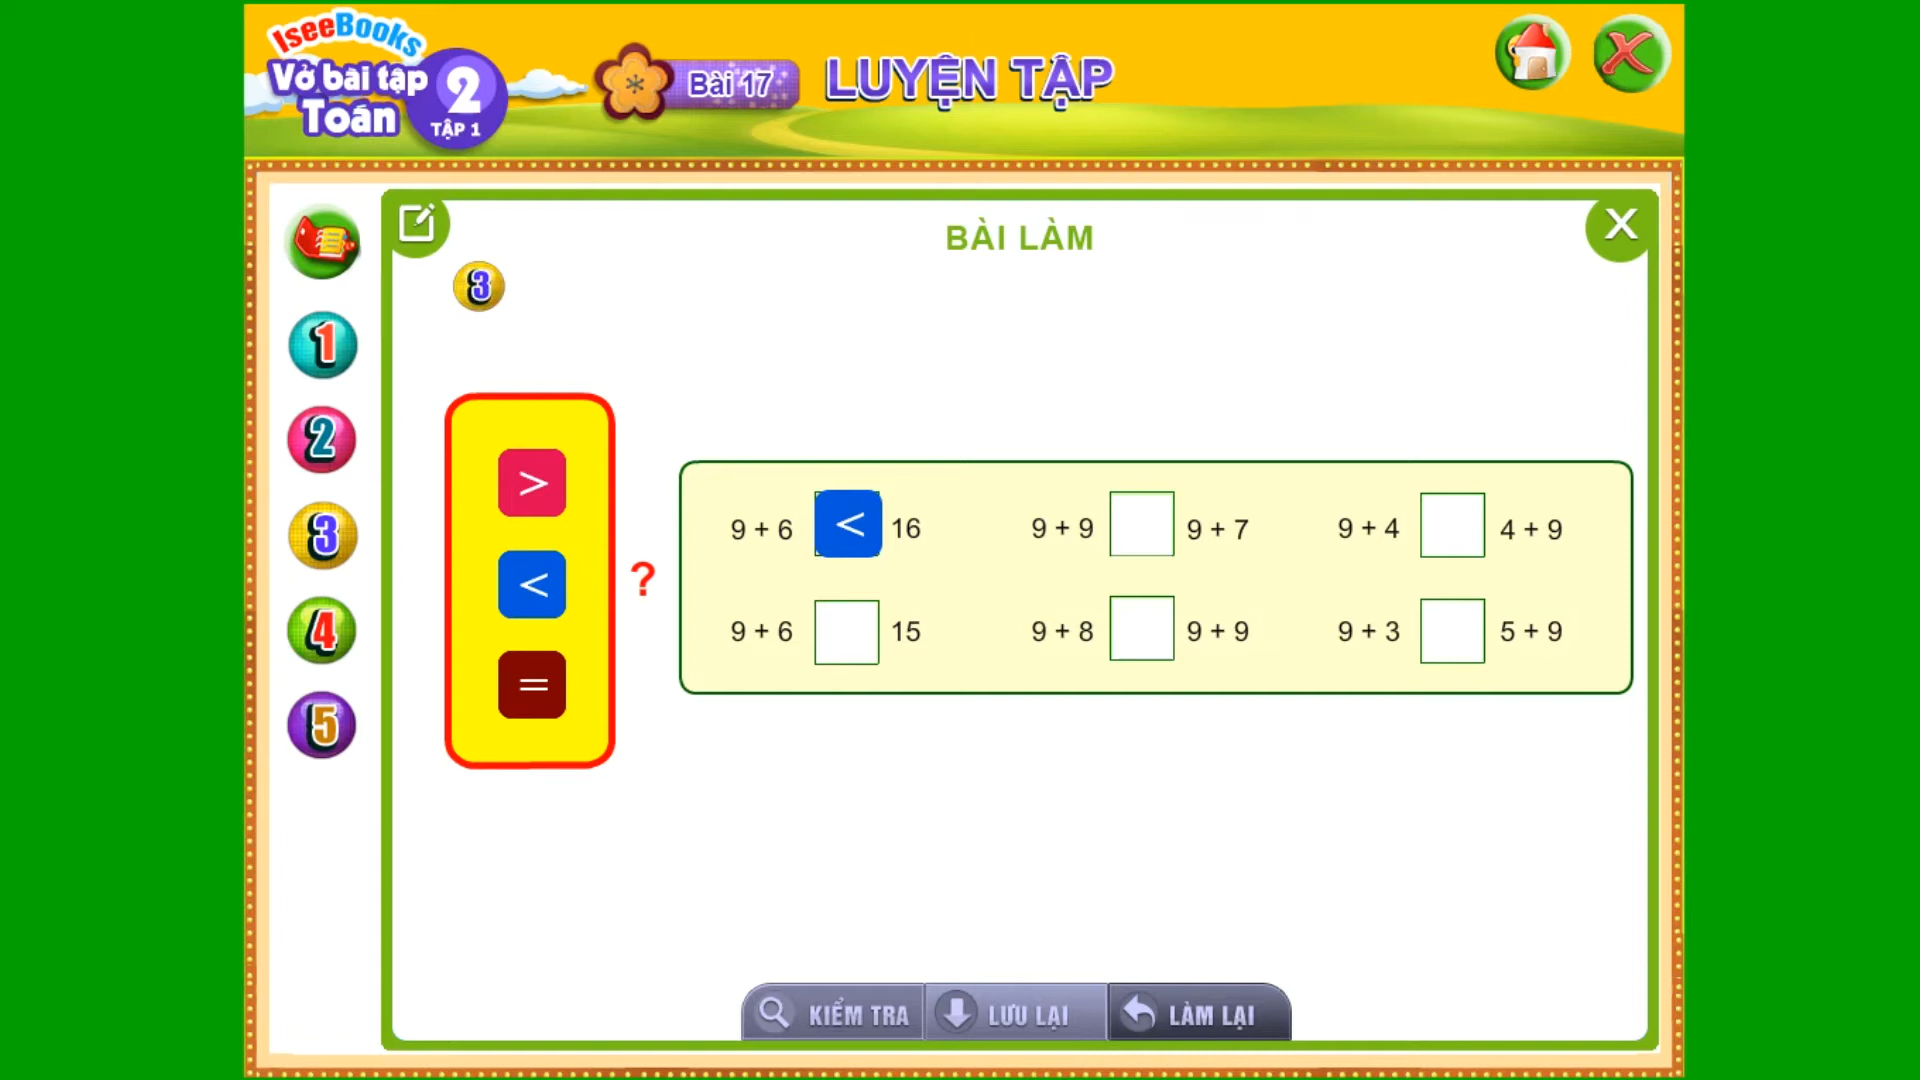 IseeBooks
Vở bài tập
Toán
2
TẬP 1
Bài 17
LUYỆN TẬP
BÀI LÀM
3
1
2
3
4
5
>
<
=
?
9 + 6 < 16
9 + 9 9 + 7
9 + 4 4 + 9
9 + 6 15
9 + 8 9 + 9
9 + 3 5 + 9
KIỂM TRA
LƯU LẠI
LÀM LẠI